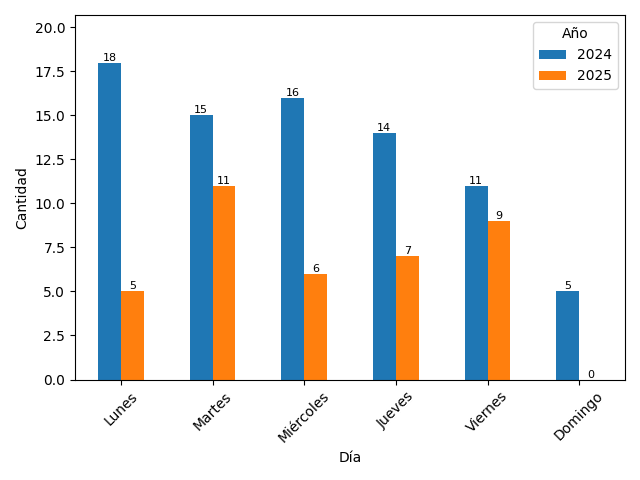 Año
2024
2025
20.0
17.5
15.0
12.5
10.0
7.5
5.0
2.5
0.0
Cantidad
18
5
15
11
16
6
14
7
11
9
5
0
Lunes
Martes
Miércoles
Jueves
Viernes
Domingo
Día